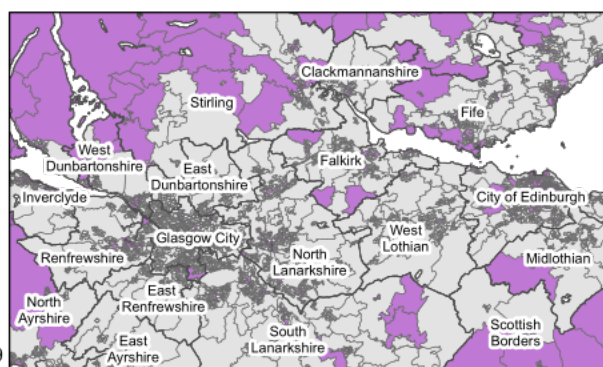 Clackmannanshire
Stirling
Fife
West
Dunbartonshire
East
Dunbartonshire
Falkirk
Inverclyde
City of Edinburgh
Glasgow City
West
Lothian
Renfrewshire
North
Lanarkshire
Midlothian
North
Ayrshire
East
Renfrewshire
East
Ayrshire
South
Lanarkshire
Scottish
Borders